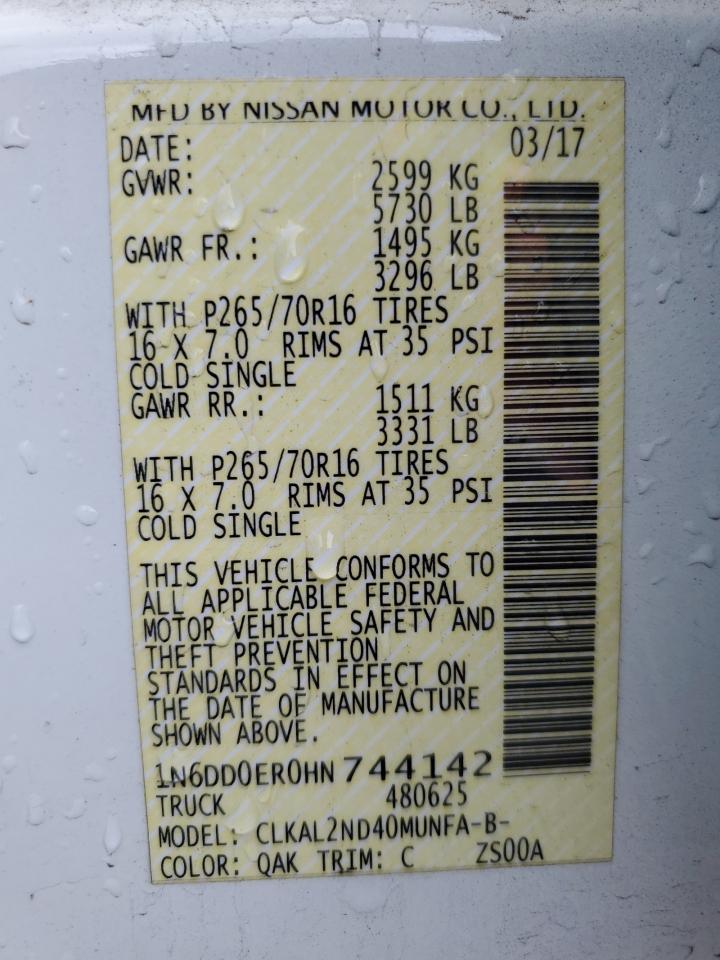 MFD BY NISSAN MOTOR CO., LTD.
DATE: 03/17
GVWR: 2599 KG
5730 LB
GAWR FR.: 1495 KG
3296 LB
WITH P265/70R16 TIRES
16 X 7.0 RIMS AT 35 PSI
COLD SINGLE
GAWR RR.: 1511 KG
3331 LB
WITH P265/70R16 TIRES
16 X 7.0 RIMS AT 35 PSI
COLD SINGLE
THIS VEHICLE CONFORMS TO
ALL APPLICABLE FEDERAL
MOTOR VEHICLE SAFETY AND
THEFT PREVENTION
STANDARDS IN EFFECT ON
THE DATE OF MANUFACTURE
SHOWN ABOVE.
1N6DD0ER0HN744142
TRUCK 480625
MODEL: CLKAL2ND40MUNFA-B-
COLOR: QAK TRIM: C ZS00A